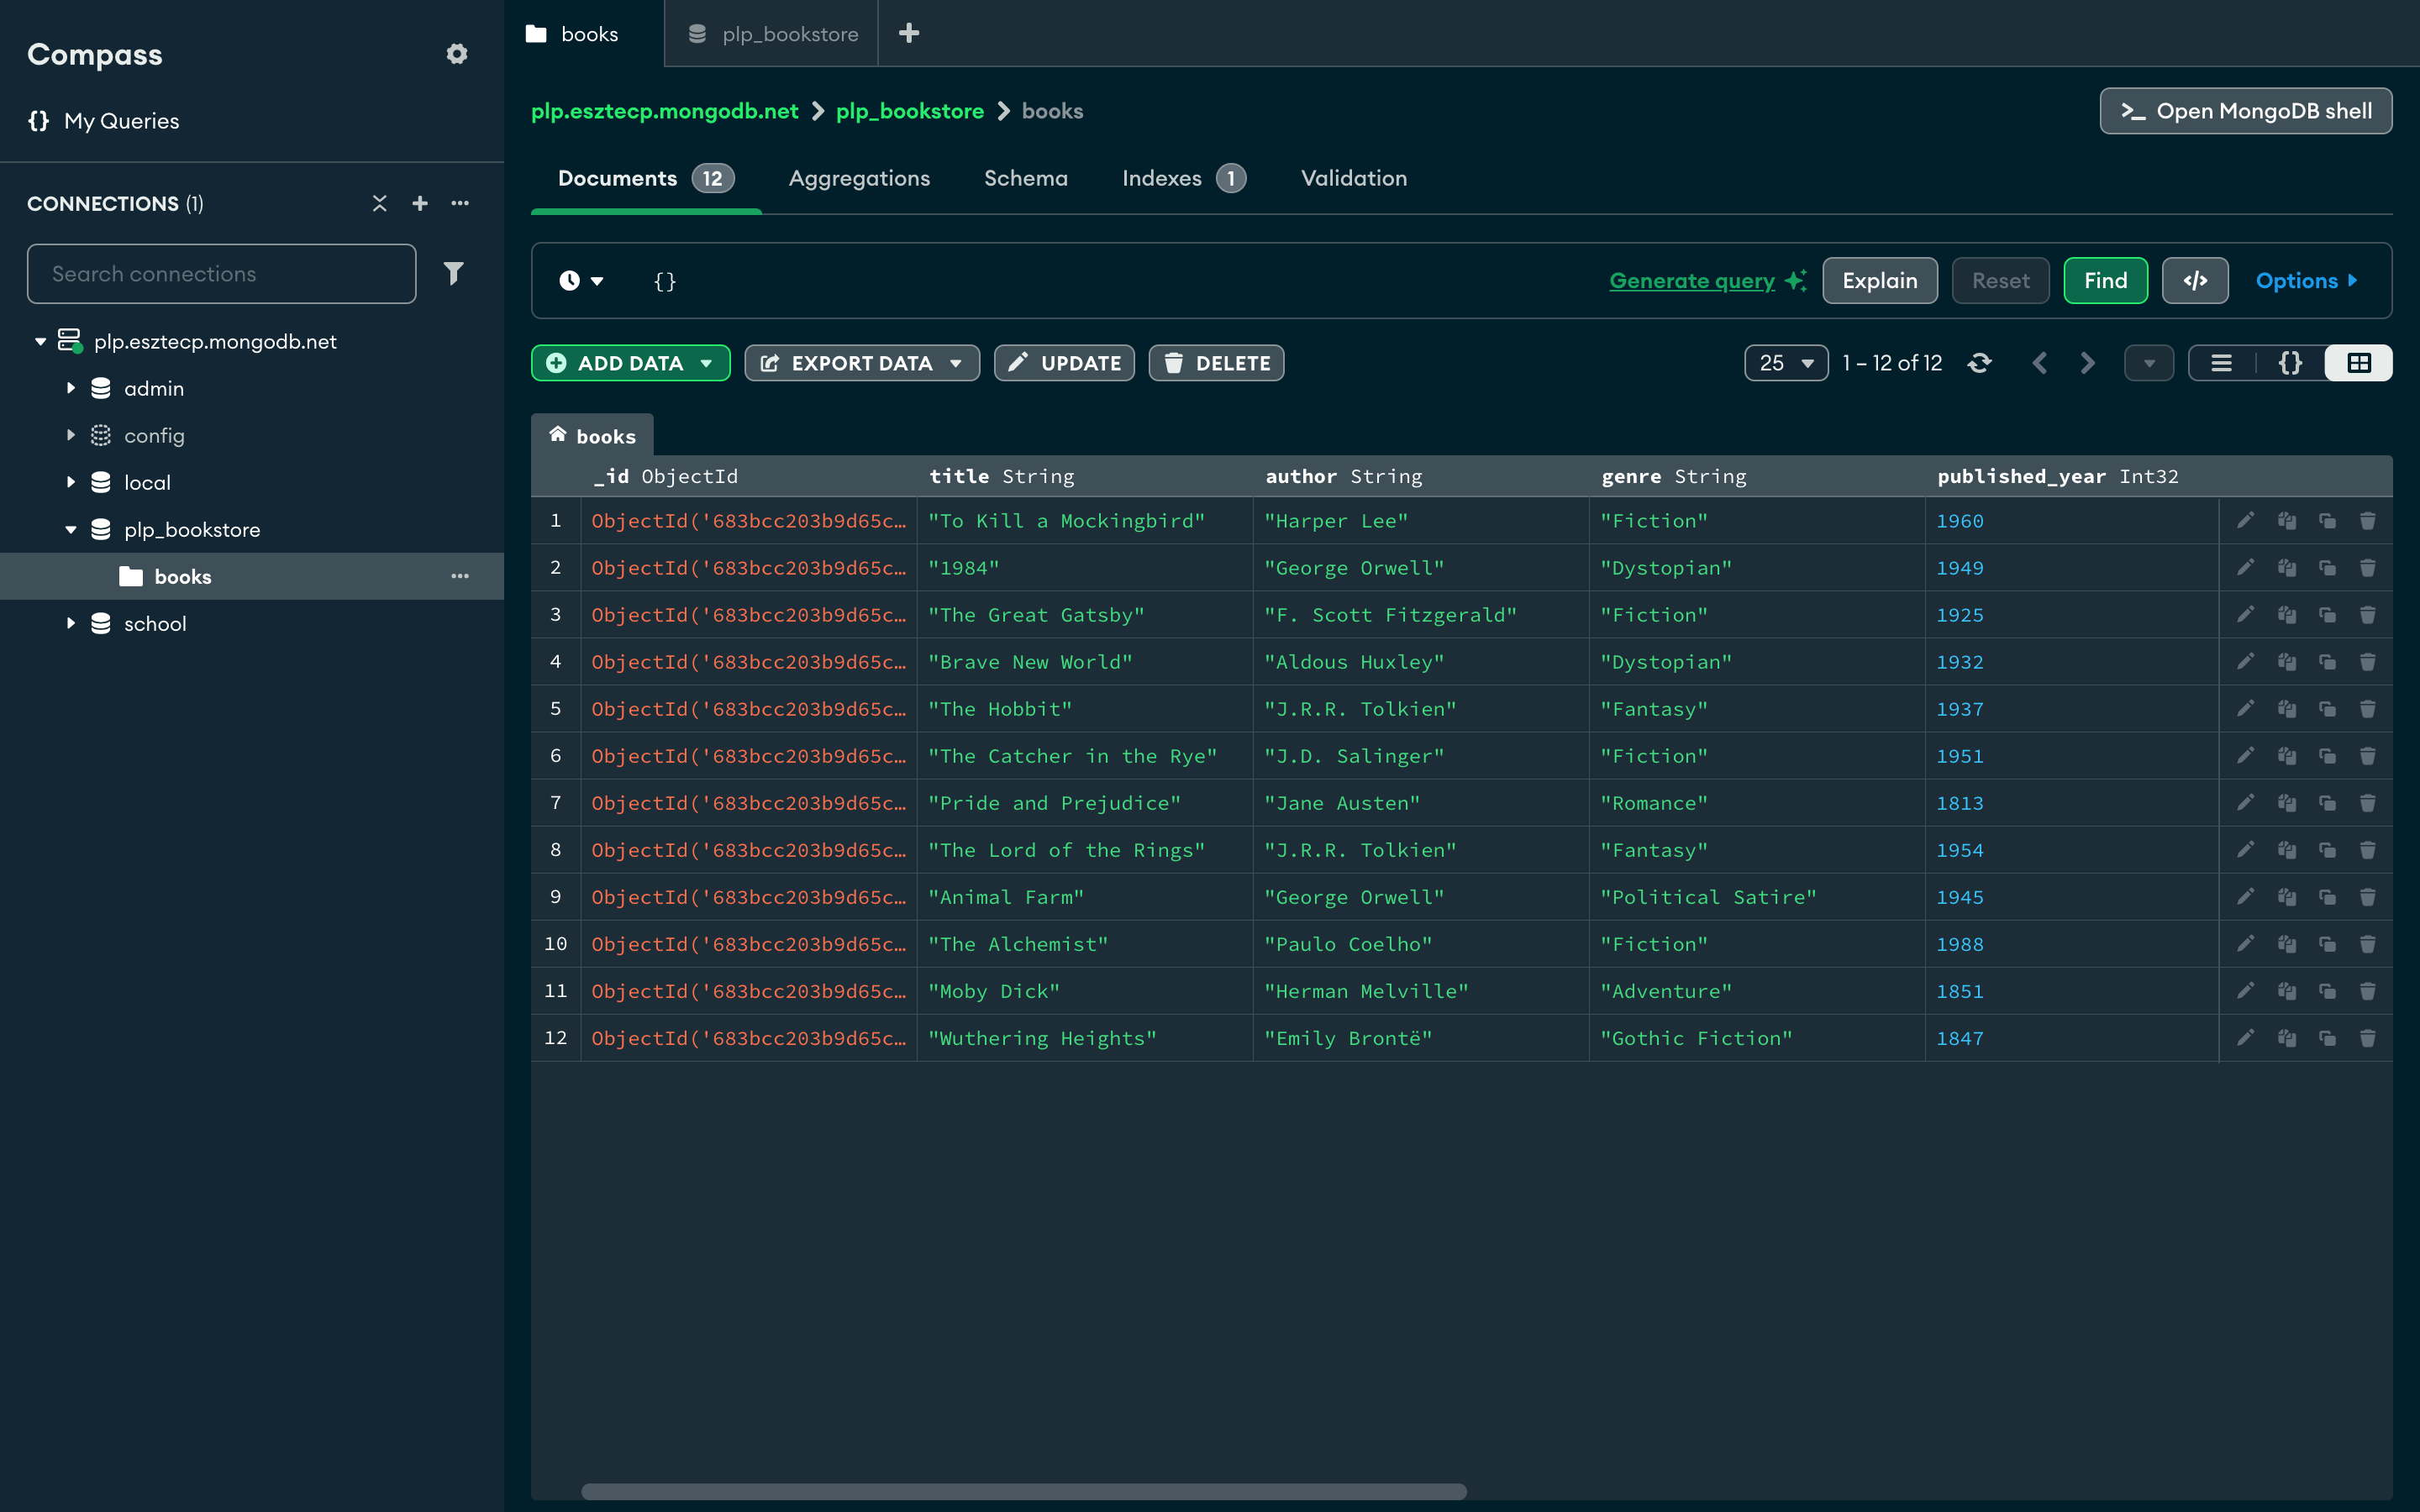 Compass
{} My Queries
CONNECTIONS (1)
Search connections
plp.esztecp.mongodb.net
admin
config
local
plp_bookstore
books
school
books
plp_bookstore
plp.esztecp.mongodb.net > plp_bookstore > books
>_ Open MongoDB shell
Documents 12 Aggregations Schema Indexes 1 Validation
{} Generate query Explain Reset Find </> Options
ADD DATA EXPORT DATA UPDATE DELETE 25 1 – 12 of 12 {}
books
_id ObjectId title String author String genre String published_year Int32
1 ObjectId('683bcc203b9d65c… "To Kill a Mockingbird" "Harper Lee" "Fiction" 1960
2 ObjectId('683bcc203b9d65c… "1984" "George Orwell" "Dystopian" 1949
3 ObjectId('683bcc203b9d65c… "The Great Gatsby" "F. Scott Fitzgerald" "Fiction" 1925
4 ObjectId('683bcc203b9d65c… "Brave New World" "Aldous Huxley" "Dystopian" 1932
5 ObjectId('683bcc203b9d65c… "The Hobbit" "J.R.R. Tolkien" "Fantasy" 1937
6 ObjectId('683bcc203b9d65c… "The Catcher in the Rye" "J.D. Salinger" "Fiction" 1951
7 ObjectId('683bcc203b9d65c… "Pride and Prejudice" "Jane Austen" "Romance" 1813
8 ObjectId('683bcc203b9d65c… "The Lord of the Rings" "J.R.R. Tolkien" "Fantasy" 1954
9 ObjectId('683bcc203b9d65c… "Animal Farm" "George Orwell" "Political Satire" 1945
10 ObjectId('683bcc203b9d65c… "The Alchemist" "Paulo Coelho" "Fiction" 1988
11 ObjectId('683bcc203b9d65c… "Moby Dick" "Herman Melville" "Adventure" 1851
12 ObjectId('683bcc203b9d65c… "Wuthering Heights" "Emily Brontë" "Gothic Fiction" 1847